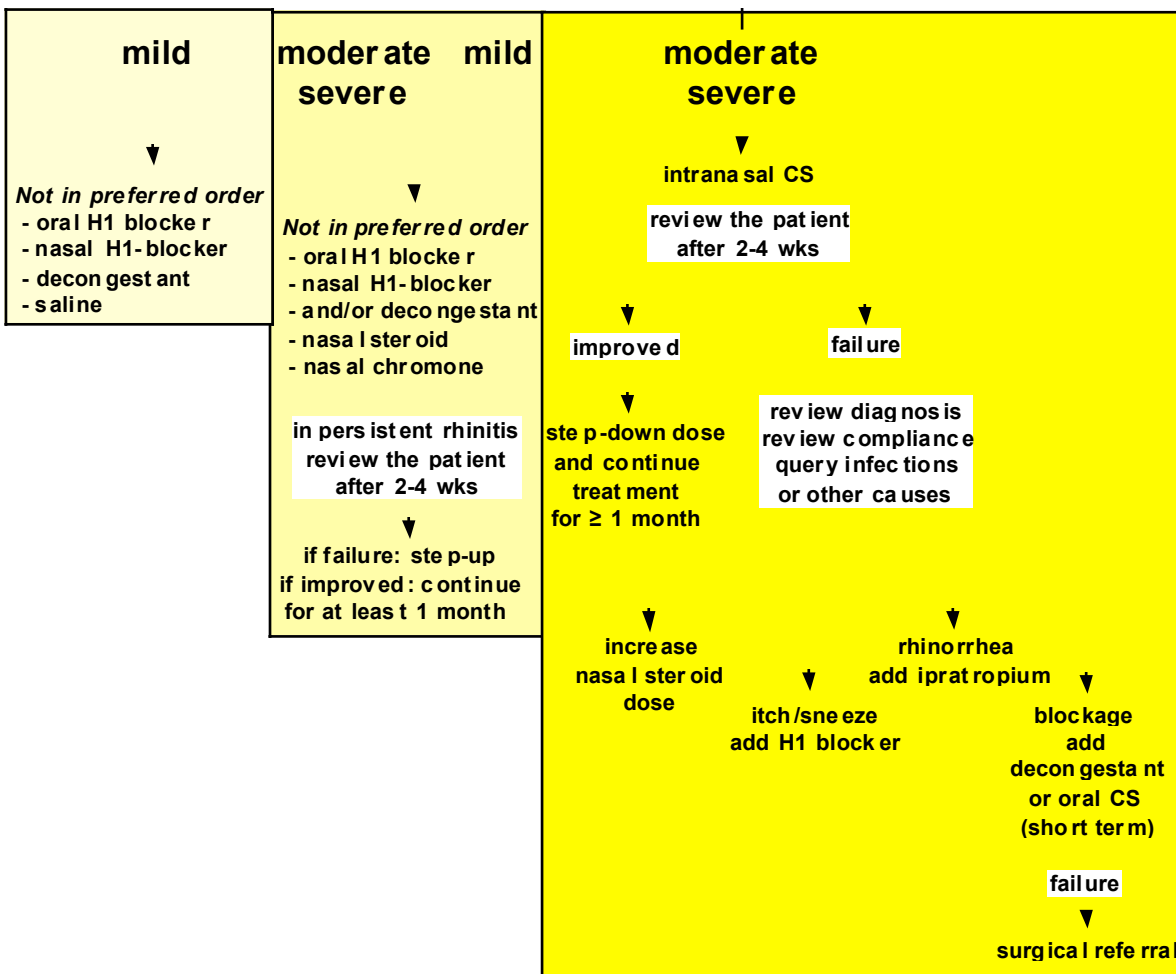 mild
Not in preferred order
- oral H1 blocker
- nasal H1-blocker
- decongestant
- saline
moderate
severe
mild
Not in preferred order
- oral H1 blocker
- nasal H1-blocker
- and/or decongestant
- nasal steroid
- nasal chromone
in persistent rhinitis
review the patient
after 2-4 wks
if failure: step-up
if improved: continue
for at least 1 month
moderate
severe
intranasal CS
review the patient
after 2-4 wks
improved
failure
step-down dose
and continue
treatment
for ≥ 1 month
review diagnosis
review compliance
query infections
or other causes
increase
nasal steroid
dose
itch/sneeze
add H1 blocker
rhinorrhea
add ipratropium
blockage
add
decongestant
or oral CS
(short term)
failure
surgical referral